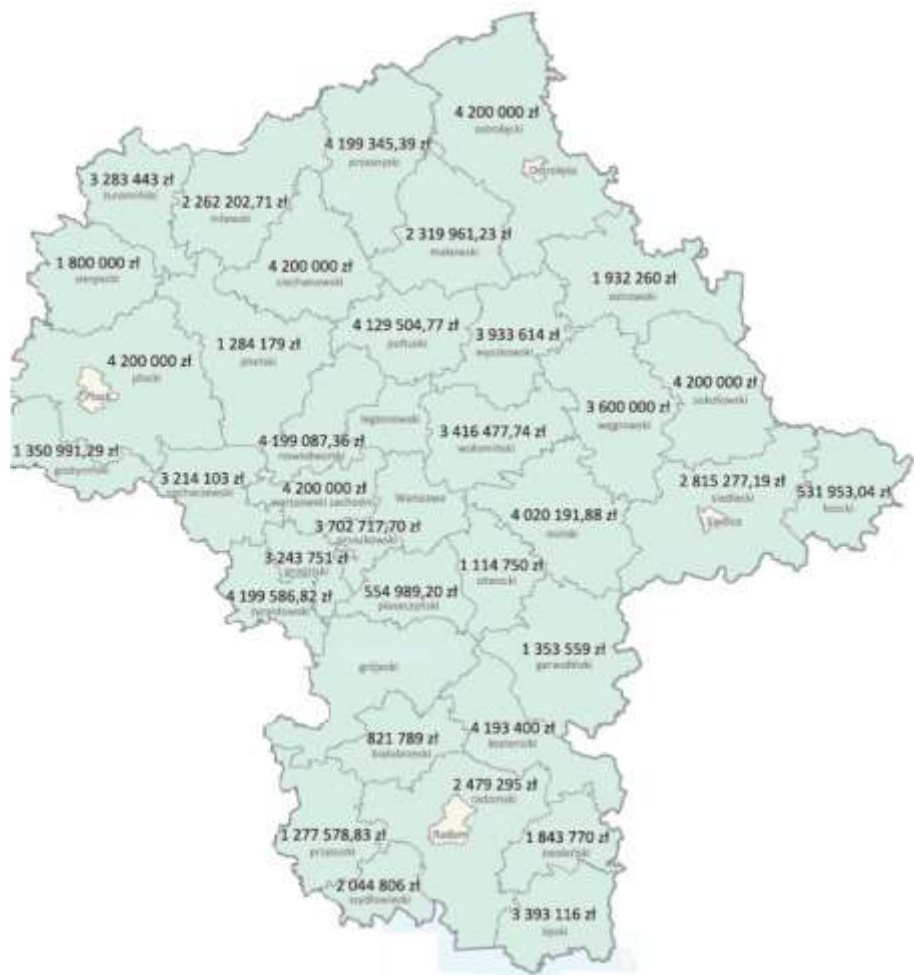 4 200 000 zł
ostrołęcki
4 199 345,39 zł
przasnyski
Ostrołęka
3 283 443 zł
żuromiński
2 262 202,71 zł
mławski
2 319 961,23 zł
makowski
1 800 000 zł
sierpecki
4 200 000 zł
ciechanowski
1 932 260 zł
ostrowski
4 129 504,77 zł
pułtuski
3 933 614 zł
wyszkowski
1 284 179 zł
płoński
4 200 000 zł
płocki
Płock
4 200 000 zł
sokołowski
3 600 000 zł
węgrowski
legionowski
3 416 477,74 zł
wołomiński
4 199 087,36 zł
nowodworski
1 350 991,29 zł
gostyniński
3 214 103 zł
sochaczewski
4 200 000 zł
warszawski zachodni
Warszawa
2 815 277,19 zł
siedlecki
Siedlce
531 953,04 zł
łosicki
4 020 191,88 zł
miński
3 702 717,70 zł
pruszkowski
3 243 751 zł
grodziski
1 114 750 zł
otwocki
4 199 586,82 zł
żyrardowski
554 989,20 zł
piaseczyński
1 353 559 zł
garwoliński
grójecki
4 193 400 zł
kozienicki
821 789 zł
białobrzeski
2 479 295 zł
radomski
Radom
1 277 578,83 zł
przysuski
1 843 770 zł
zwoleński
2 044 806 zł
szydłowiecki
3 393 116 zł
lipski